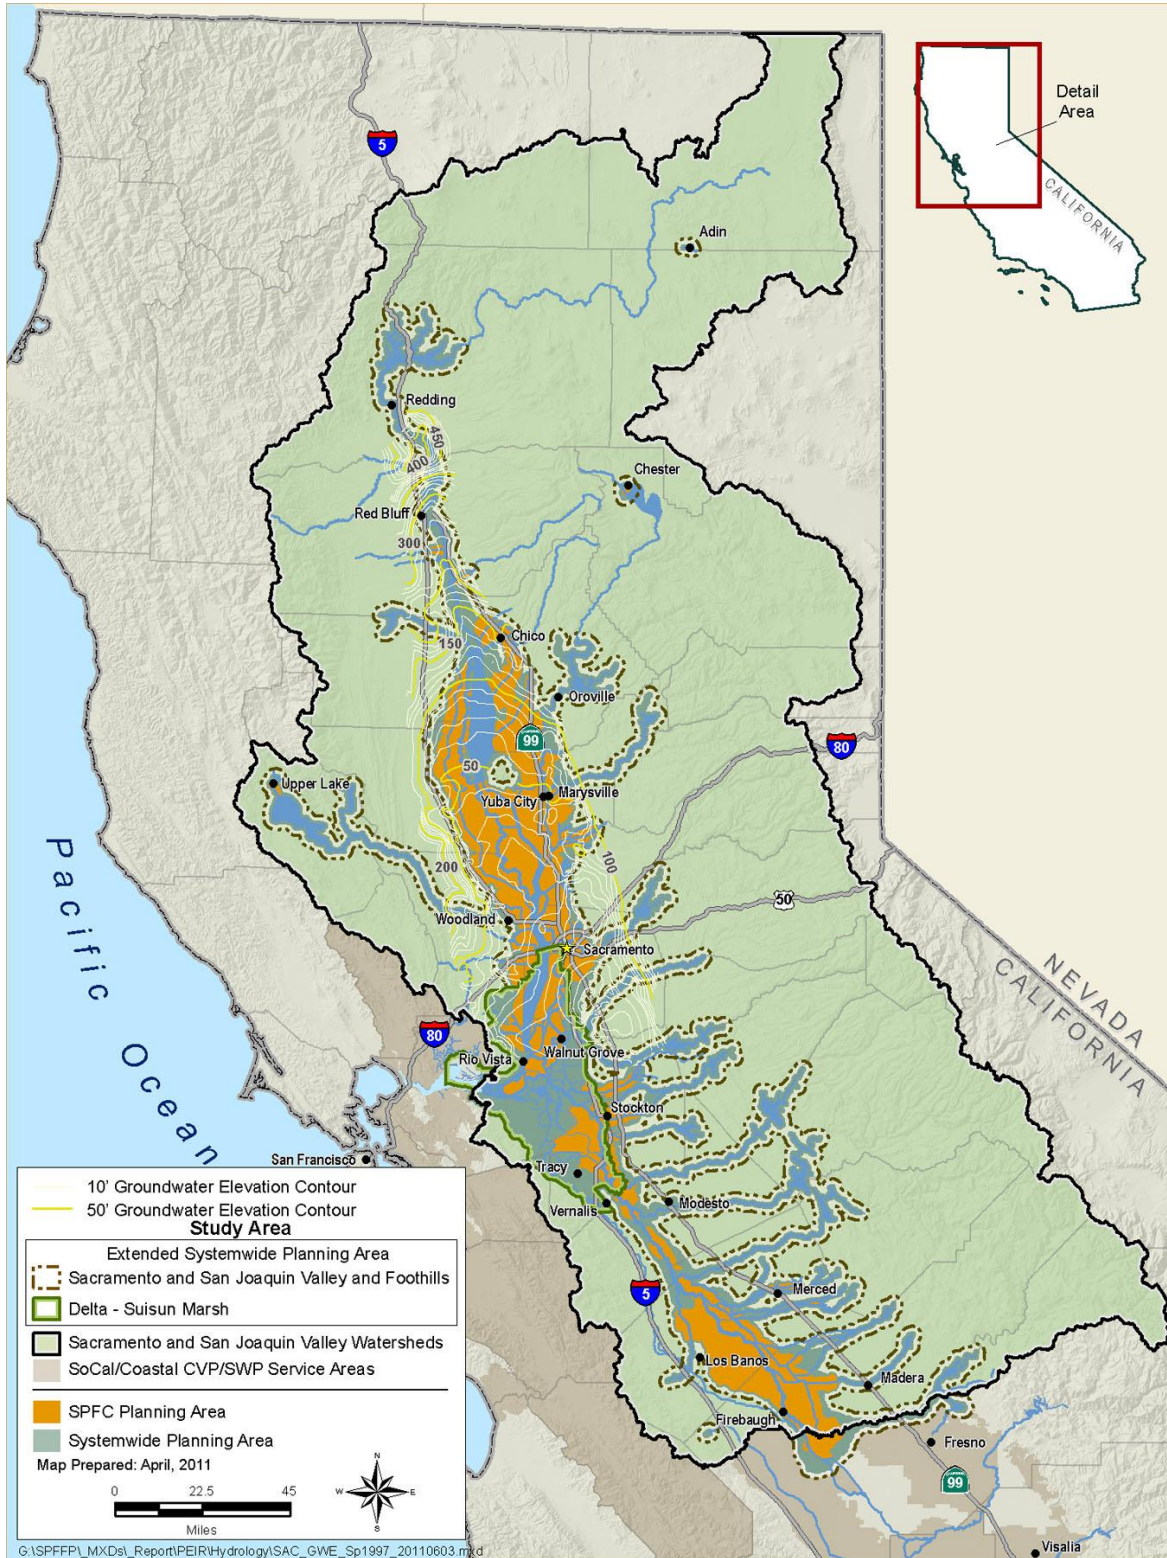 5
Detail
Area
CALIFORNIA
Adin
Redding
450
400
Chester
Red Bluff
300
Chico
150
Oroville
99
80
50
Upper Lake
Marysville
Yuba City
200
100
50
Woodland
Sacramento
Pacific Ocean
NEVADA
CALIFORNIA
80
Walnut Grove
Rio Vista
Stockton
San Francisco
Tracy
Modesto
Vernalis
5
Merced
Los Banos
Madera
Firebaugh
Fresno
99
Visalia
10' Groundwater Elevation Contour
50' Groundwater Elevation Contour
Study Area
Extended Systemwide Planning Area
Sacramento and San Joaquin Valley and Foothills
Delta - Suisun Marsh
Sacramento and San Joaquin Valley Watersheds
SoCal/Coastal CVP/SWP Service Areas
SPFC Planning Area
Systemwide Planning Area
Map Prepared: April, 2011
0 22.5 45
Miles
N
W E
S
G:\SPFFP\_MXDs\_Report\PEIR\Hydrology\SAC_GWE_Sp1997_20110603.mxd